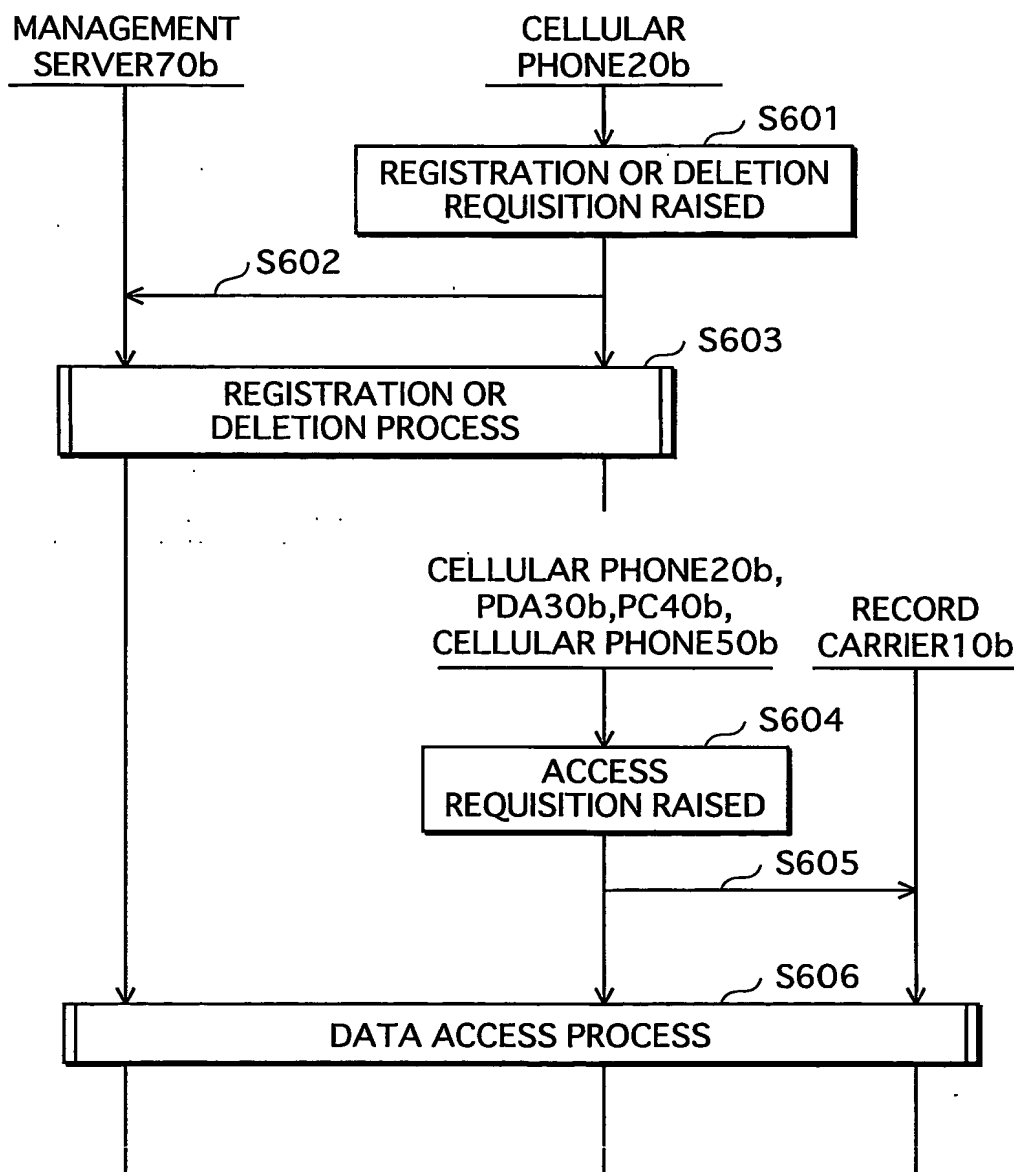 MANAGEMENT
SERVER70b
CELLULAR
PHONE20b
S601
REGISTRATION OR DELETION
REQUISITION RAISED
S602
S603
REGISTRATION OR
DELETION PROCESS
CELLULAR PHONE20b,
PDA30b,PC40b,
CELLULAR PHONE50b
RECORD
CARRIER10b
S604
ACCESS
REQUISITION RAISED
S605
S606
DATA ACCESS PROCESS